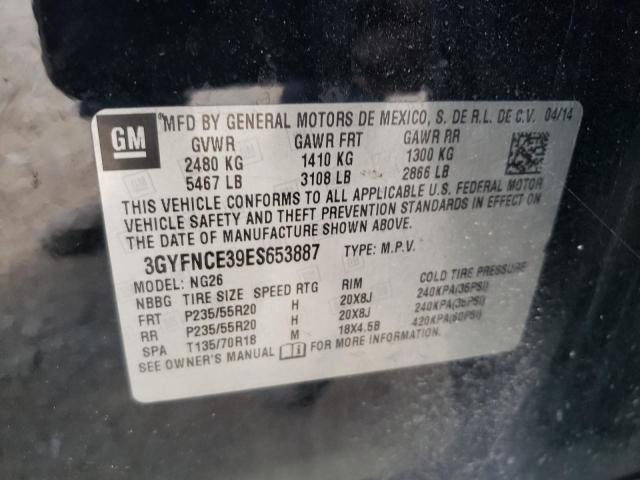 GM
MFD BY GENERAL MOTORS DE MEXICO, S. DE R.L. DE C.V. 04/14
GVWR GAWR FRT GAWR RR
2480 KG 1410 KG 1300 KG
5467 LB 3108 LB 2866 LB
THIS VEHICLE CONFORMS TO ALL APPLICABLE U.S. FEDERAL MOTOR
VEHICLE SAFETY AND THEFT PREVENTION STANDARDS IN EFFECT ON
THE DATE OF MANUFACTURE SHOWN ABOVE.
3GYFNCE39ES653887 TYPE: M.P.V.
MODEL: NG26
NBBG TIRE SIZE SPEED RTG RIM COLD TIRE PRESSURE
FRT P235/55R20 H 20X8J 240KPA(35PSI)
RR P235/55R20 H 20X8J 240KPA(35PSI)
SPA T135/70R18 M 18X4.5B 420KPA(60PSI)
SEE OWNER'S MANUAL FOR MORE INFORMATION.